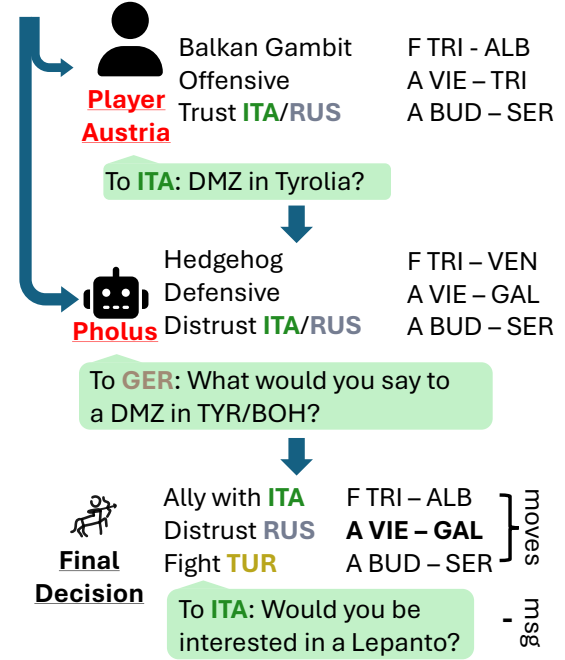 Balkan Gambit F TRI - ALB
Offensive A VIE – TRI
Trust ITA/RUS A BUD – SER
Player
Austria
To ITA: DMZ in Tyrolia?
Hedgehog F TRI – VEN
Defensive A VIE – GAL
Distrust ITA/RUS A BUD – SER
Pholus
To GER: What would you say to
a DMZ in TYR/BOH?
Ally with ITA F TRI – ALB
Distrust RUS A VIE – GAL
Fight TUR A BUD – SER
moves
Final
Decision
To ITA: Would you be
interested in a Lepanto?
- msg